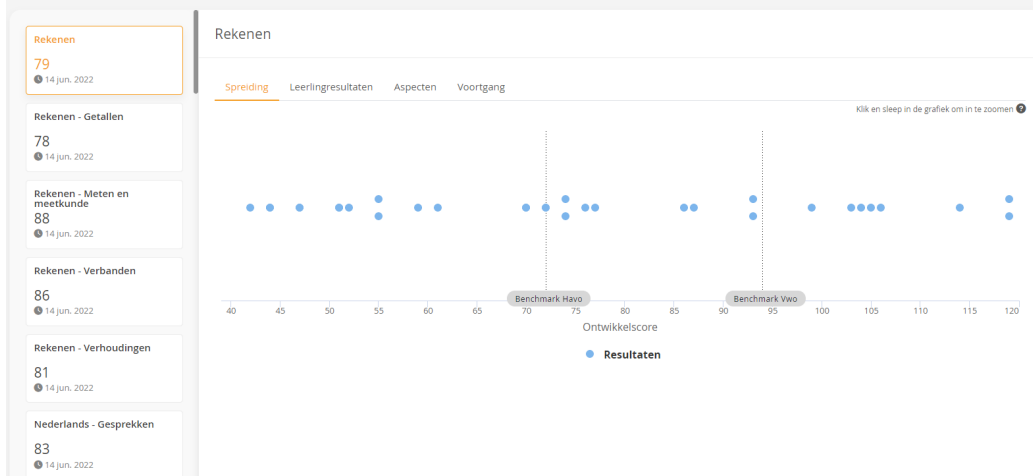 Rekenen
79
14 jun. 2022
Rekenen - Getallen
78
14 jun. 2022
Rekenen - Meten en
meetkunde
88
14 jun. 2022
Rekenen - Verbanden
86
14 jun. 2022
Rekenen - Verhoudingen
81
14 jun. 2022
Nederlands - Gesprekken
83
14 jun. 2022
Rekenen
Spreiding Leerlingresultaten Aspecten Voortgang
Klik en sleep in de grafiek om in te zoomen ?
Benchmark Havo Benchmark Vwo
40 45 50 55 60 65 70 75 80 85 90 95 100 105 110 115 120
Ontwikkelscore
Resultaten